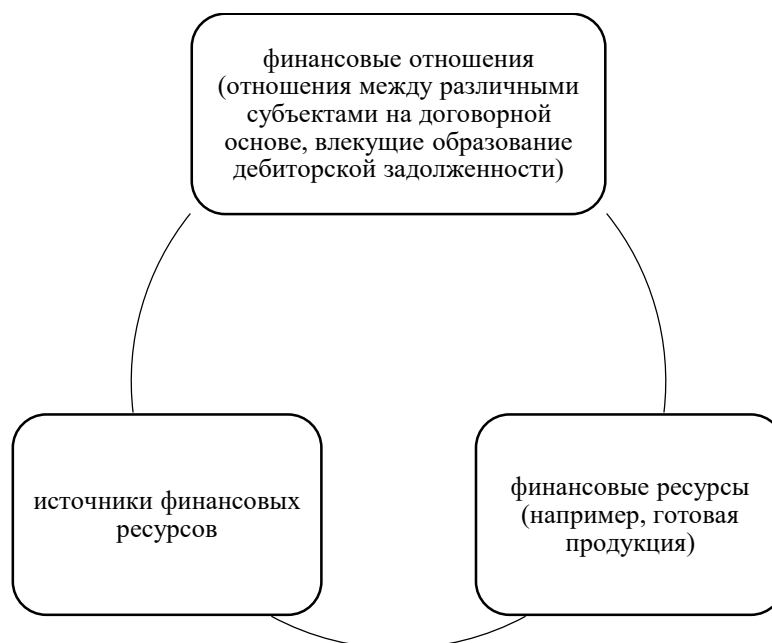 финансовые отношения
(отношения между различными
субъектами на договорной
основе, влекущие образование
дебиторской задолженности)
источники финансовых
ресурсов
финансовые ресурсы
(например, готовая
продукция)